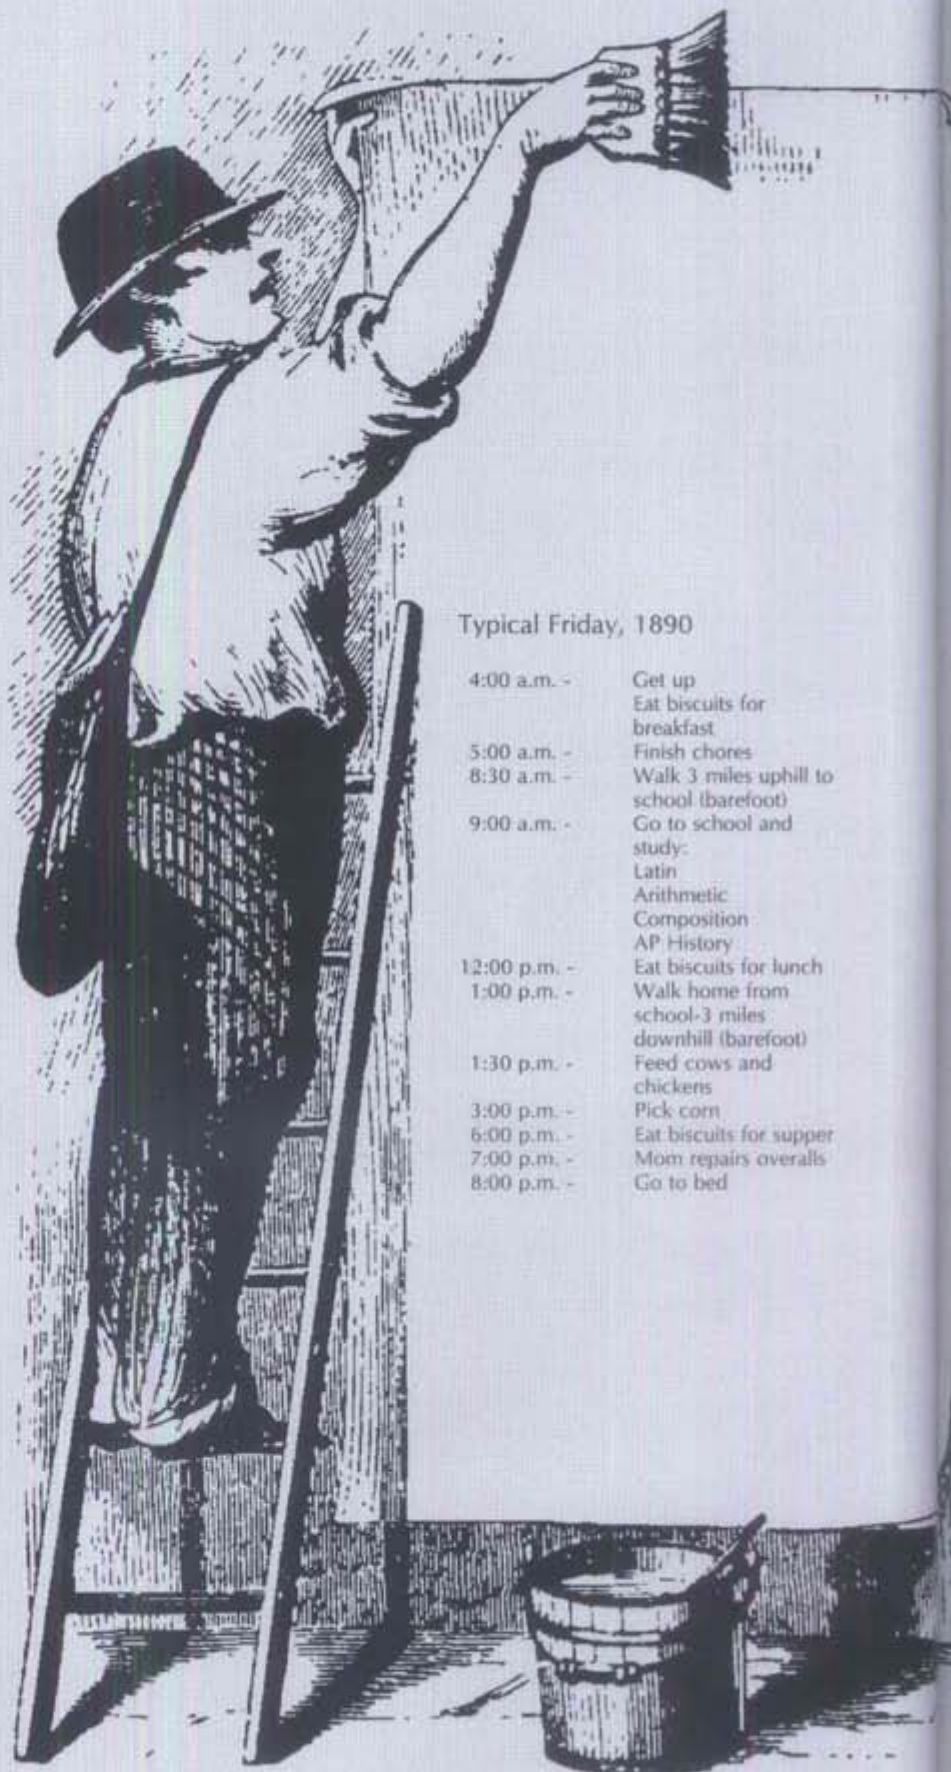 Typical Friday, 1890
4:00 a.m. - Get up
Eat biscuits for
breakfast
5:00 a.m. - Finish chores
8:30 a.m. - Walk 3 miles uphill to
school (barefoot)
9:00 a.m. - Go to school and
study:
Latin
Arithmetic
Composition
AP History
12:00 p.m. - Eat biscuits for lunch
1:00 p.m. - Walk home from
school-3 miles
downhill (barefoot)
1:30 p.m. - Feed cows and
chickens
3:00 p.m. - Pick corn
6:00 p.m. - Eat biscuits for supper
7:00 p.m. - Mom repairs overalls
8:00 p.m. - Go to bed